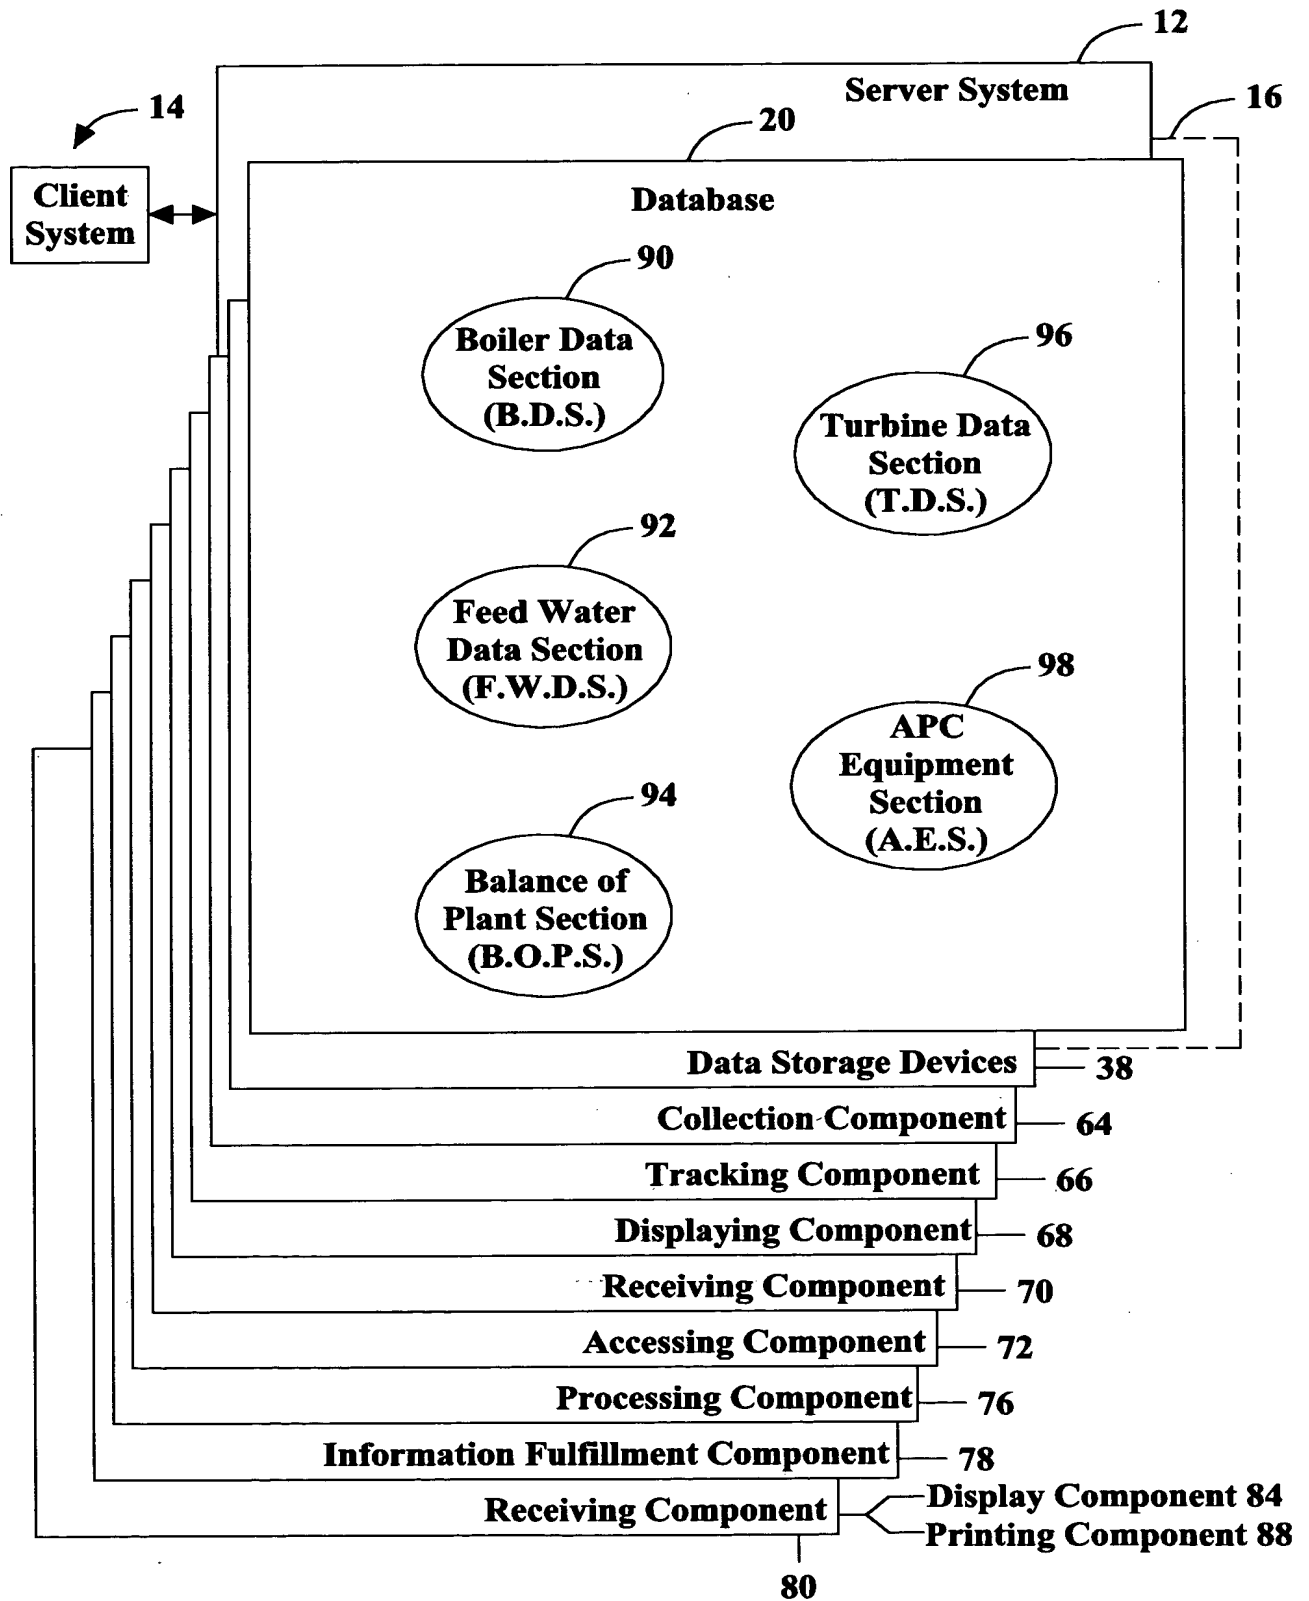 12
Server System
16
14
20
Client
System
Database
90
Boiler Data
Section
(B.D.S.)
96
Turbine Data
Section
(T.D.S.)
92
Feed Water
Data Section
(F.W.D.S.)
98
APC
Equipment
Section
(A.E.S.)
94
Balance of
Plant Section
(B.O.P.S.)
Data Storage Devices
38
Collection Component
64
Tracking Component
66
Displaying Component
68
Receiving Component
70
Accessing Component
72
Processing Component
76
Information Fulfillment Component
78
Receiving Component
Display Component 84
Printing Component 88
80